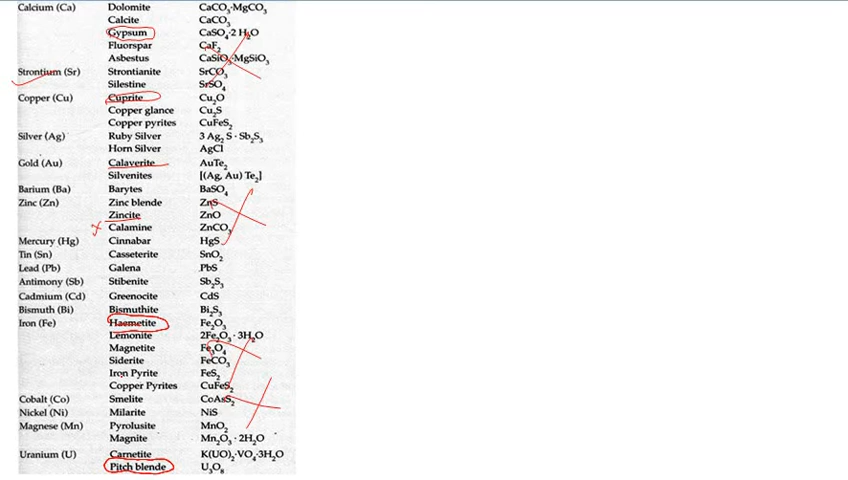 Calcium (Ca) Dolomite CaCO₃·MgCO₃
Calcite CaCO₃
Gypsum CaSO₄·2 H₂O
Fluorspar CaF₂
Asbestus CaSiO₃·MgSiO₃
Strontium (Sr) Strontianite SrCO₃
Silestine SrSO₄
Copper (Cu) Cuprite Cu₂O
Copper glance Cu₂S
Copper pyrites CuFeS₂
Silver (Ag) Ruby Silver 3 Ag₂ S · Sb₂S₃
Horn Silver AgCl
Gold (Au) Calaverite AuTe₂
Silvenites [(Ag, Au) Te₂]
Barium (Ba) Barytes BaSO₄
Zinc (Zn) Zinc blende ZnS
Zincite ZnO
Calamine ZnCO₃
Mercury (Hg) Cinnabar HgS
Tin (Sn) Casseterite SnO₂
Lead (Pb) Galena PbS
Antimony (Sb) Stibenite Sb₂S₃
Cadmium (Cd) Greenocite CdS
Bismuth (Bi) Bismuthite Bi₂S₃
Iron (Fe) Haemetite Fe₂O₃
Lemonite 2Fe₂O₃ · 3H₂O
Magnetite Fe₃O₄
Siderite FeCO₃
Iron Pyrite FeS₂
Copper Pyrites CuFeS₂
Cobalt (Co) Smelite CoAsS₂
Nickel (Ni) Milarite NiS
Magnese (Mn) Pyrolusite MnO₂
Magnite Mn₂O₃ · 2H₂O
Uranium (U) Carnetite K(UO)₂·VO₄·3H₂O
Pitch blende U₃O₈